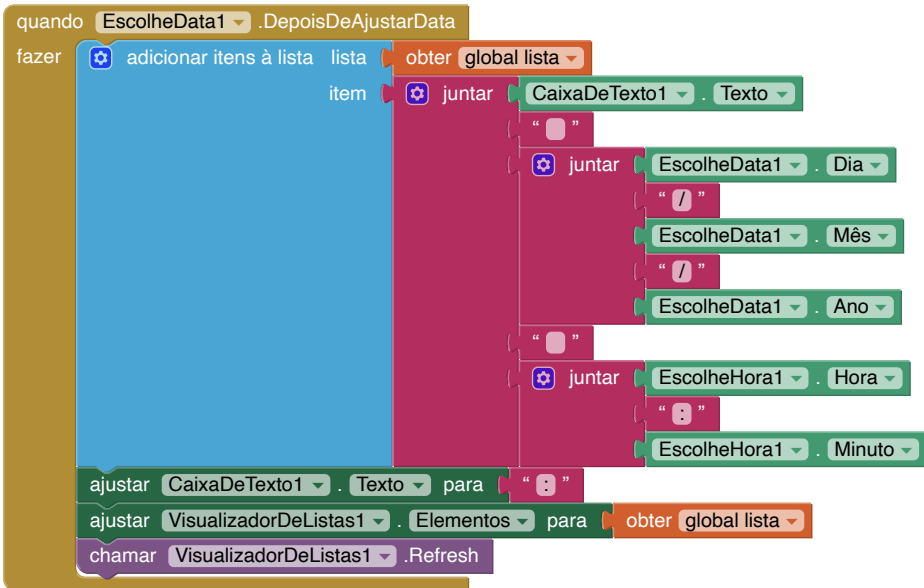 quando EscolheData1 .DepoisDeAjustarData
fazer adicionar itens à lista lista obter global lista
item juntar CaixaDeTexto1 . Texto
“ ”
juntar EscolheData1 . Dia
“ / ”
EscolheData1 . Mês
“ / ”
EscolheData1 . Ano
“ ”
juntar EscolheHora1 . Hora
“ : ”
EscolheHora1 . Minuto
ajustar CaixaDeTexto1 . Texto para “ : ”
ajustar VisualizadorDeListas1 . Elementos para obter global lista
chamar VisualizadorDeListas1 .Refresh